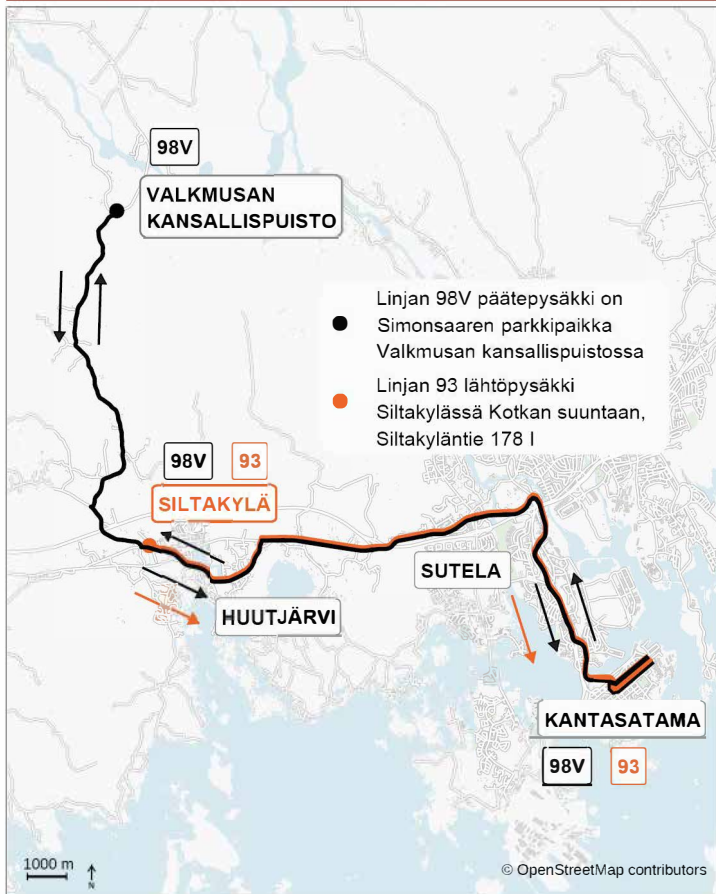 98V
VALKMUSAN
KANSALLISPUISTO
Linjan 98V päätepysäkki on
Simonsaaren parkkipaikka
Valkmusan kansallispuistossa
Linjan 93 lähtöpysäkki
Siltakylässä Kotkan suuntaan,
Siltakyläntie 178 I
98V 93
SILTAKYLÄ
SUTELA
HUUTJÄRVI
KANTASATAMA
98V 93
1000 m
N
© OpenStreetMap contributors